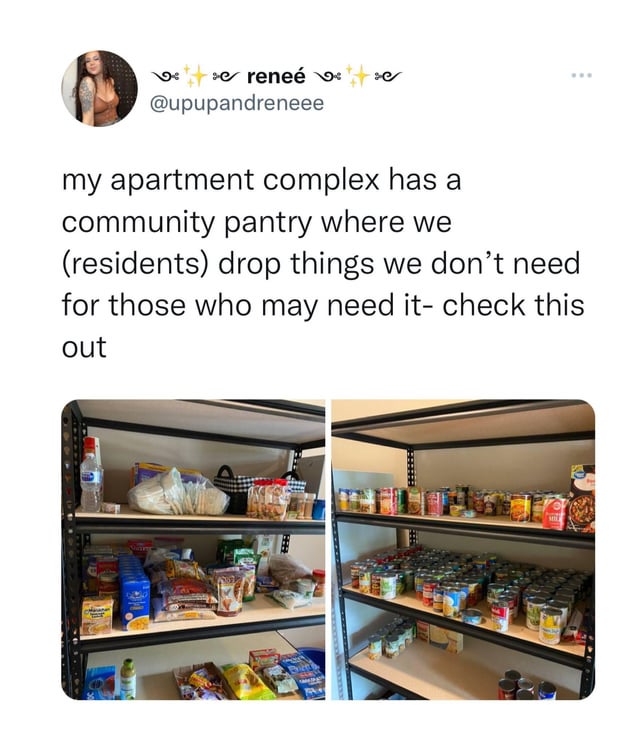 ༺✨༻ reneé ༺✨༻
@upupandreneee
my apartment complex has a
community pantry where we
(residents) drop things we don’t need
for those who may need it- check this
out